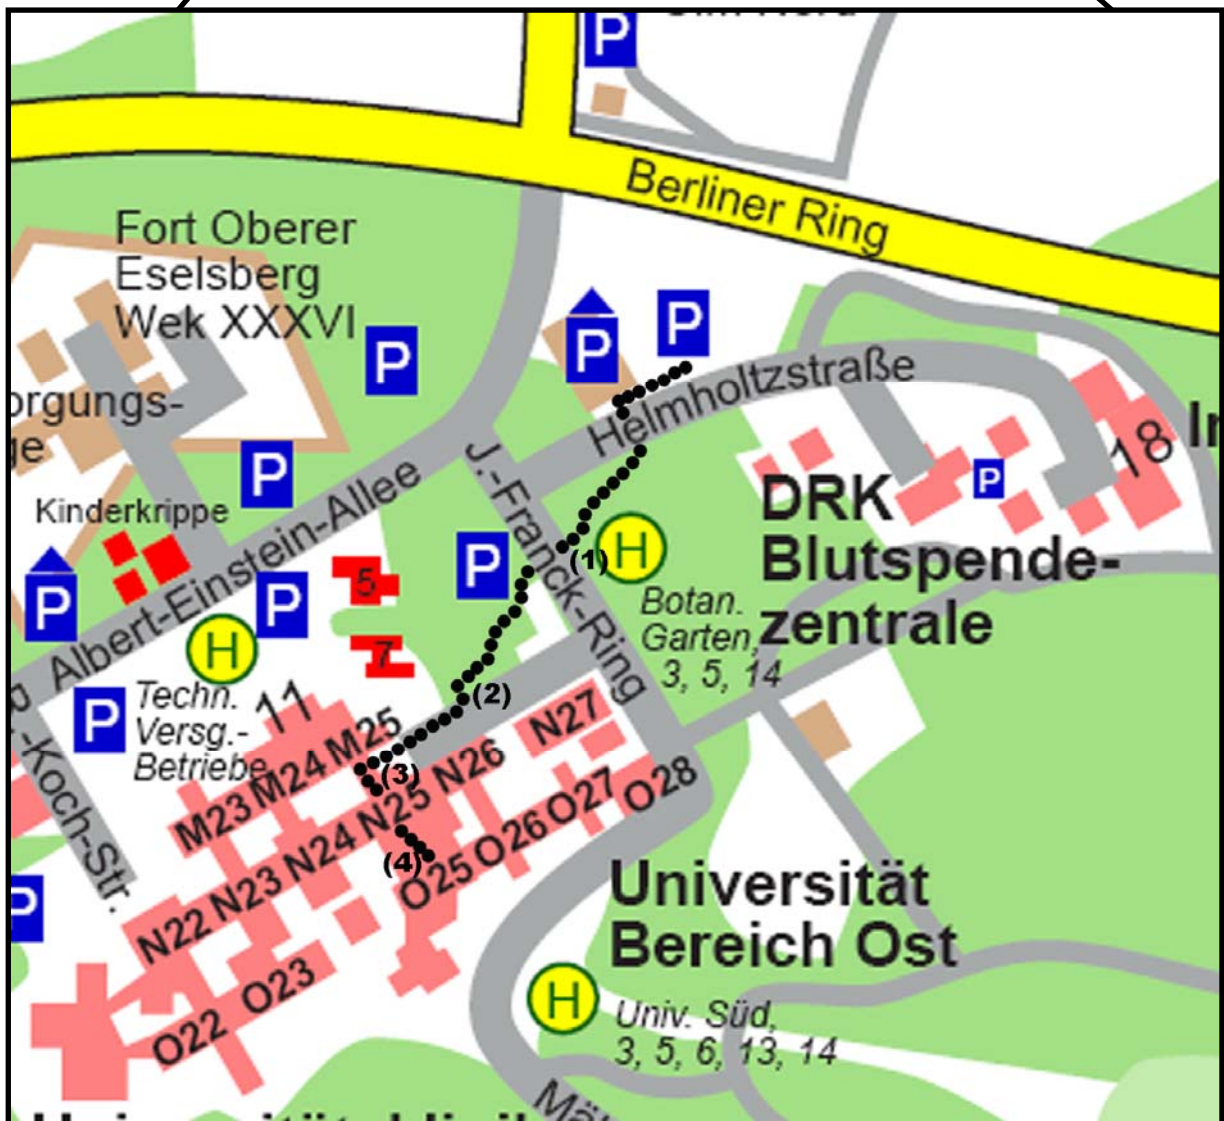 P
Berliner Ring
Fort Oberer
Eselsberg
Wek XXXVI
P
P
P
Helmholtzstraße
orgungs-
ge
P
J.-Franck-Ring
18
Kinderkrippe
Albert-Einstein-Allee
DRK
Blutspende-
zentrale
P
P
P
P
5
7
(1)
H
Botan.
Garten,
3, 5, 14
H
P
Techn.
Versg.-
Betriebe
11
(2)
(3)
(4)
-Koch-Str.
M23 M24 M25
N22 N23 N24 N25 N26 N27
O22 O23 O25 O26 O27 O28
P
Universität
Bereich Ost
H
Univ. Süd,
3, 5, 6, 13, 14